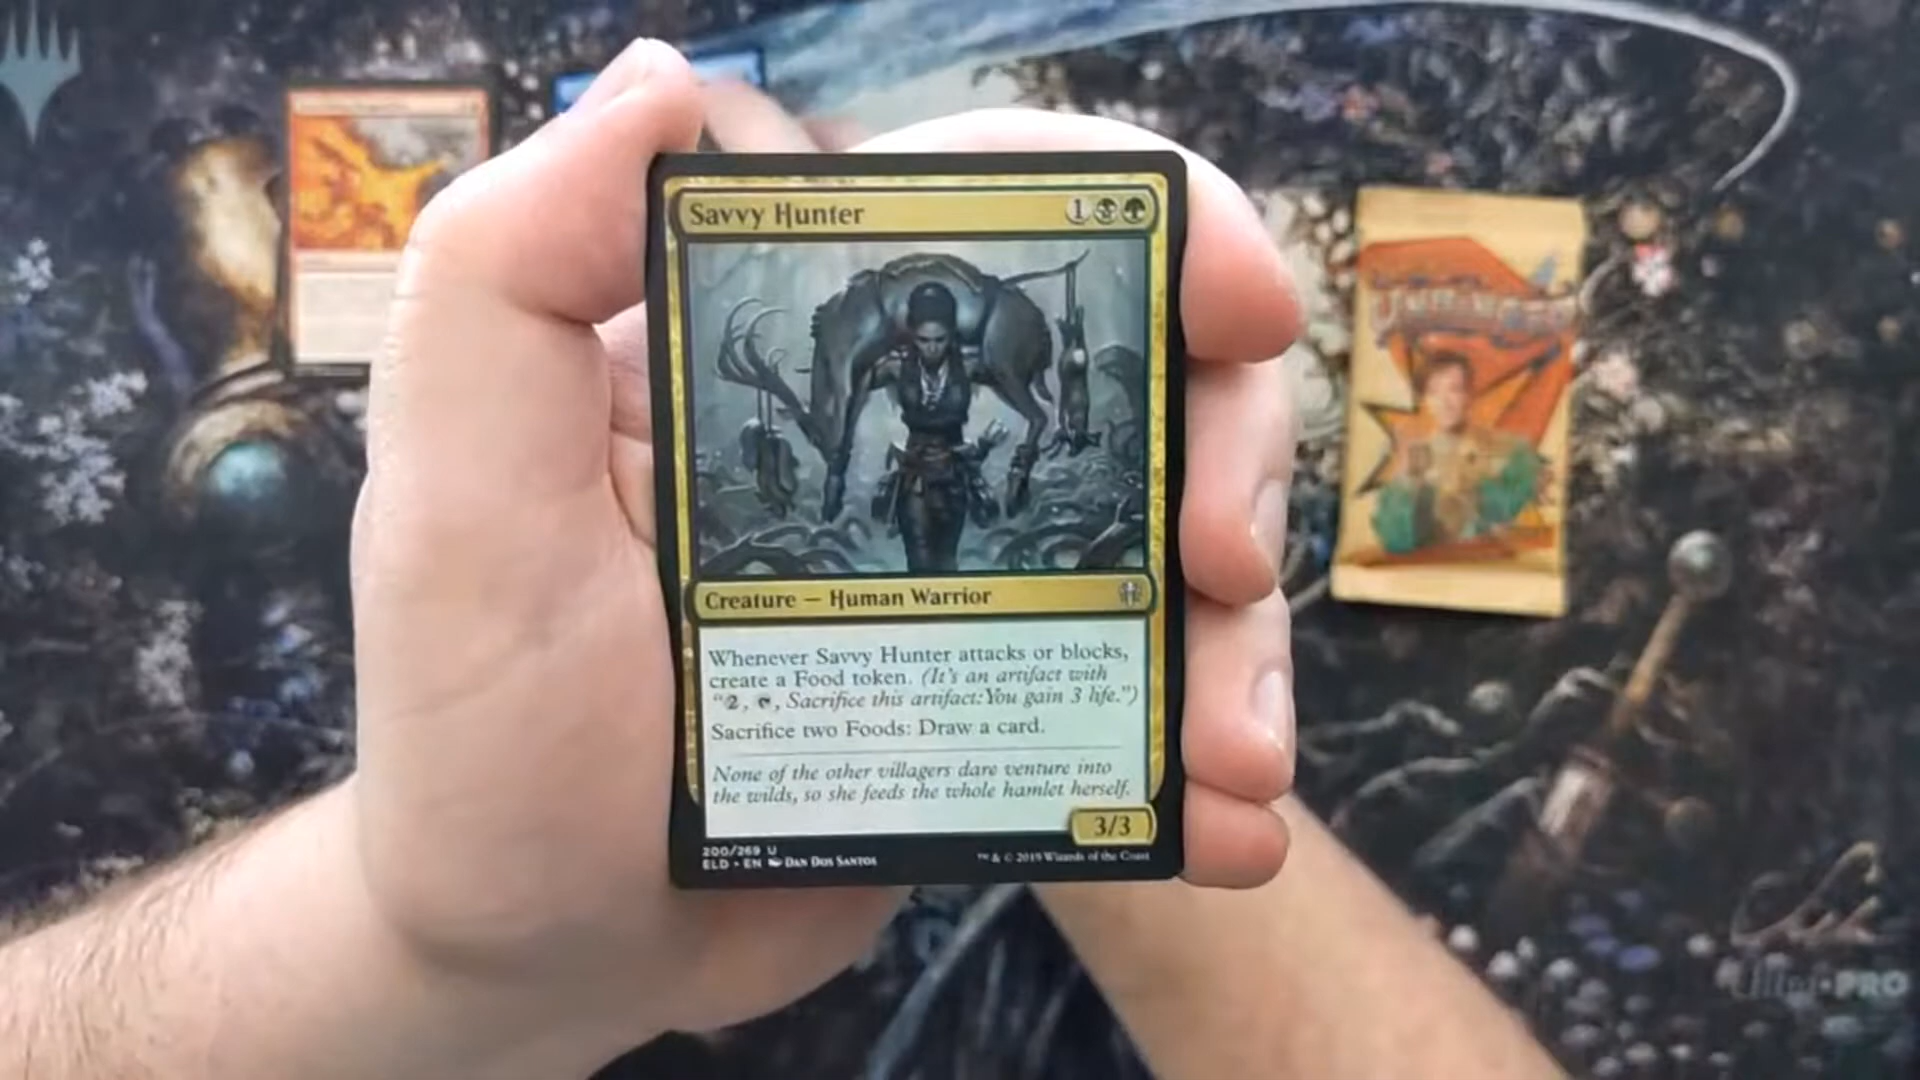 Savvy Hunter 1
Creature — Human Warrior
Whenever Savvy Hunter attacks or blocks,
create a Food token. (It's an artifact with
"2, , Sacrifice this artifact: You gain 3 life.")
Sacrifice two Foods: Draw a card.
None of the other villagers dare venture into
the wilds, so she feeds the whole hamlet herself.
3/3
200/269 U
ELD • EN DAN DOS SANTOS
™ & © 2019 Wizards of the Coast
Ultra•PRO